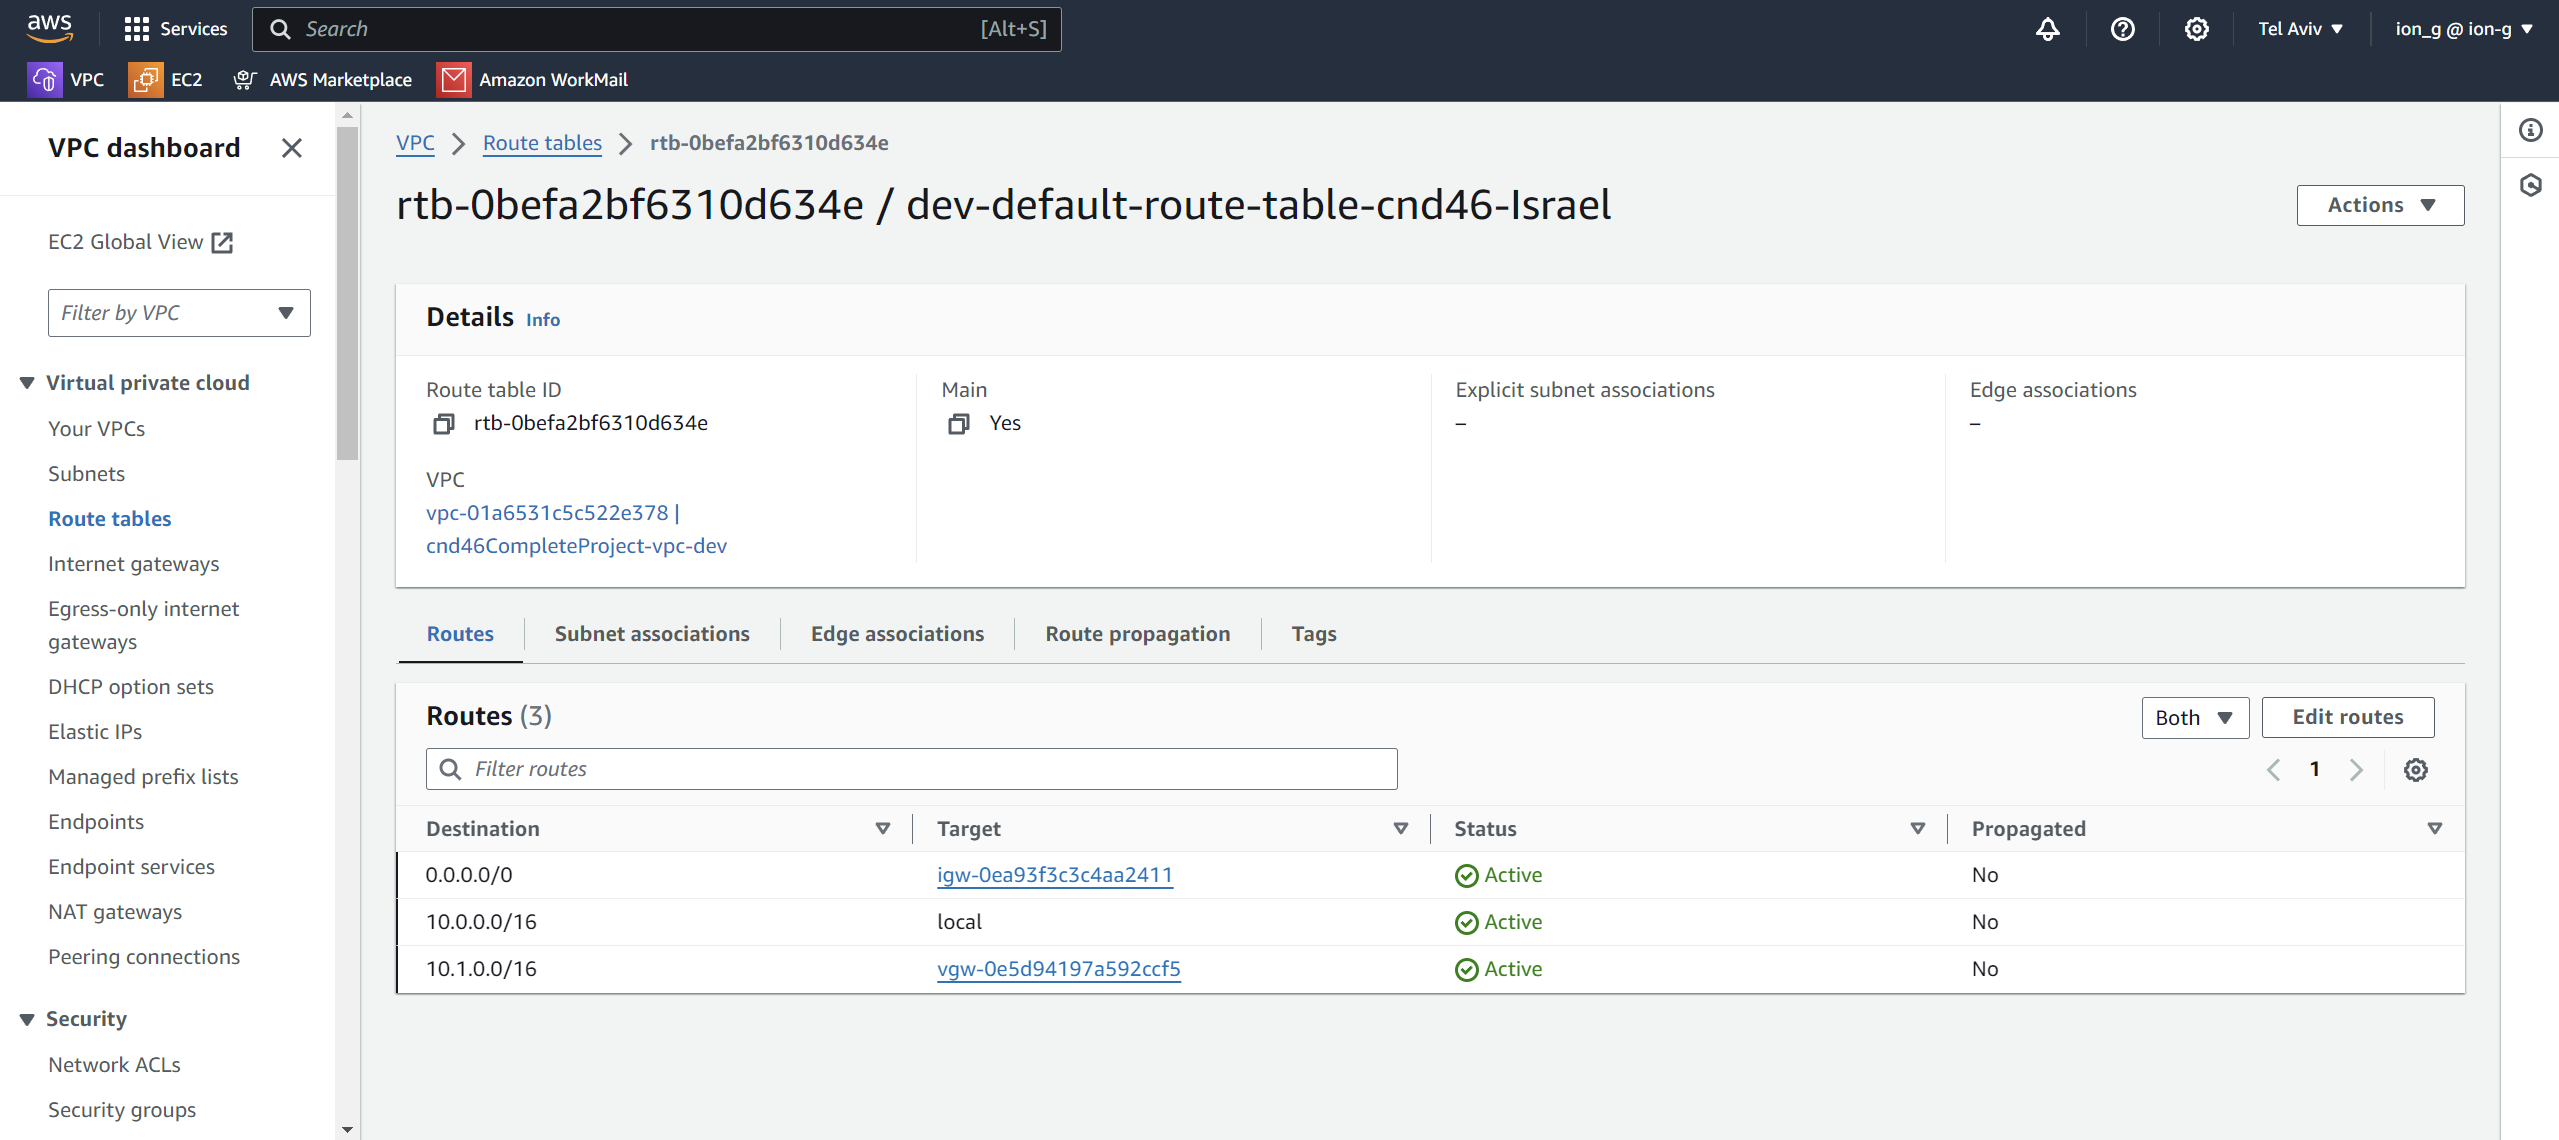 aws
Services
Search
[Alt+S]
Tel Aviv
ion_g @ ion-g
VPC
EC2
AWS Marketplace
Amazon WorkMail
VPC dashboard
EC2 Global View
Filter by VPC
Virtual private cloud
Your VPCs
Subnets
Route tables
Internet gateways
Egress-only internet
gateways
DHCP option sets
Elastic IPs
Managed prefix lists
Endpoints
Endpoint services
NAT gateways
Peering connections
Security
Network ACLs
Security groups
VPC > Route tables > rtb-0befa2bf6310d634e
rtb-0befa2bf6310d634e / dev-default-route-table-cnd46-Israel
Actions
Details Info
Route table ID
rtb-0befa2bf6310d634e
VPC
vpc-01a6531c5c522e378 |
cnd46CompleteProject-vpc-dev
Main
Yes
Explicit subnet associations
–
Edge associations
–
Routes
Subnet associations
Edge associations
Route propagation
Tags
Routes (3)
Both
Edit routes
Filter routes
1
Destination Target Status Propagated
0.0.0.0/0 igw-0ea93f3c3c4aa2411 Active No
10.0.0.0/16 local Active No
10.1.0.0/16 vgw-0e5d94197a592ccf5 Active No